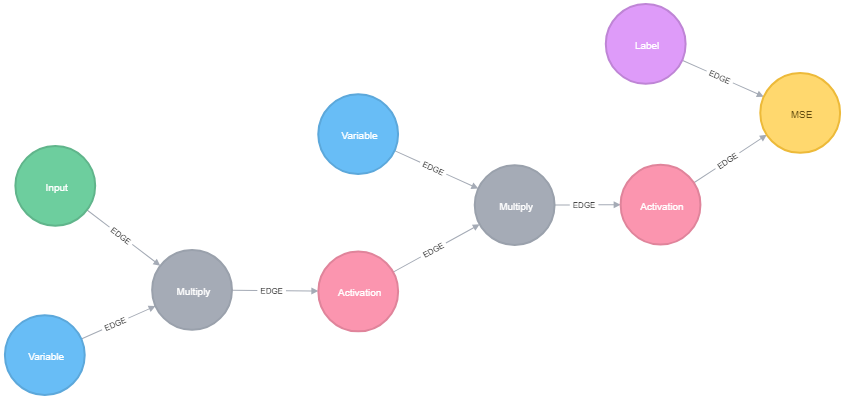 Input
EDGE
Variable
EDGE
Multiply
EDGE
Activation
Variable
EDGE
EDGE
Multiply
EDGE
Activation
Label
EDGE
EDGE
MSE